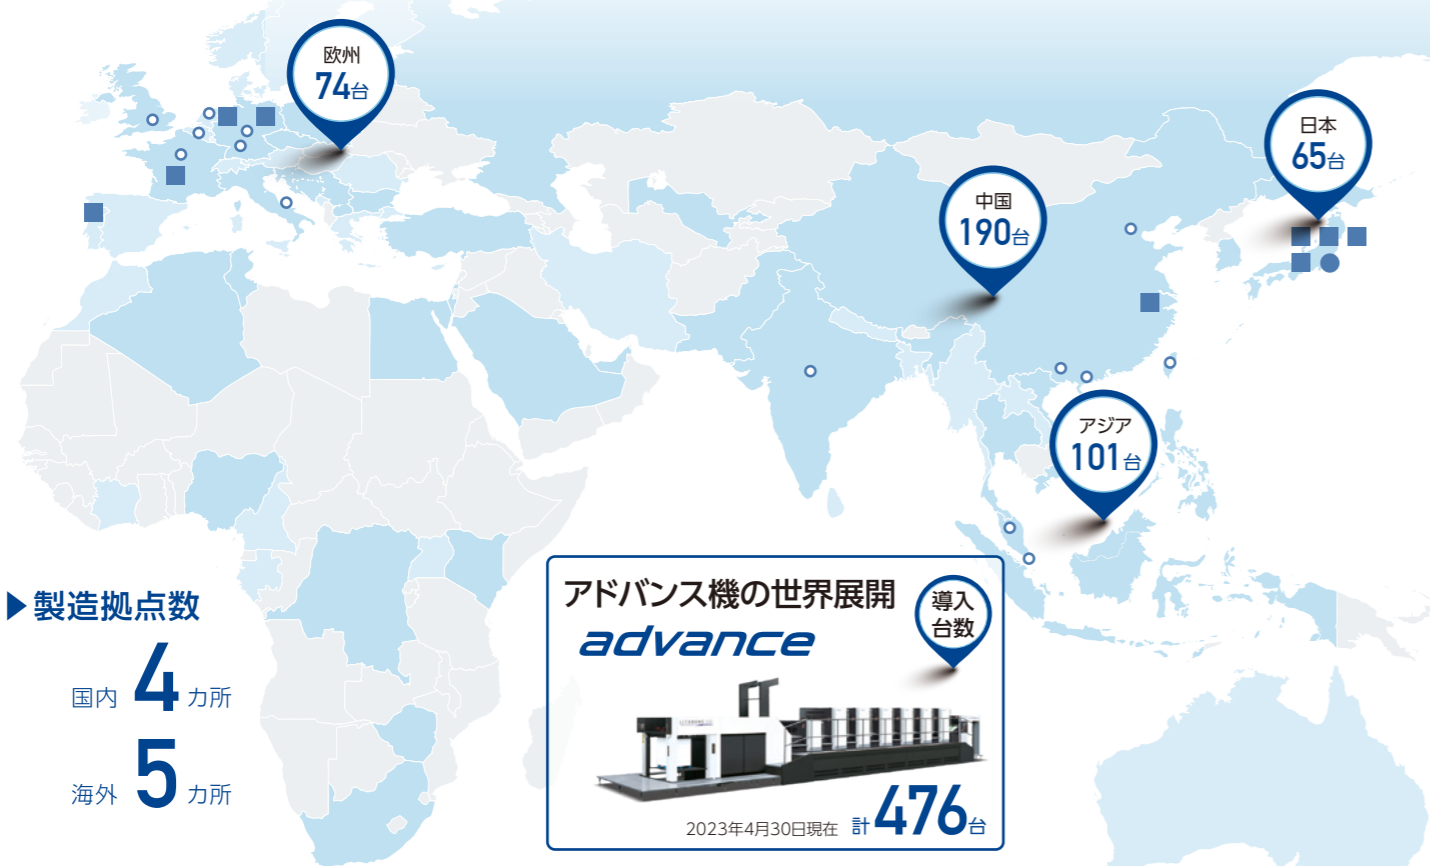 欧州
74台
日本
65台
中国
190台
アジア
101台
▶製造拠点数
国内 4 カ所
海外 5 カ所
アドバンス機の世界展開
advance
導入
台数
2023年4月30日現在 計476台